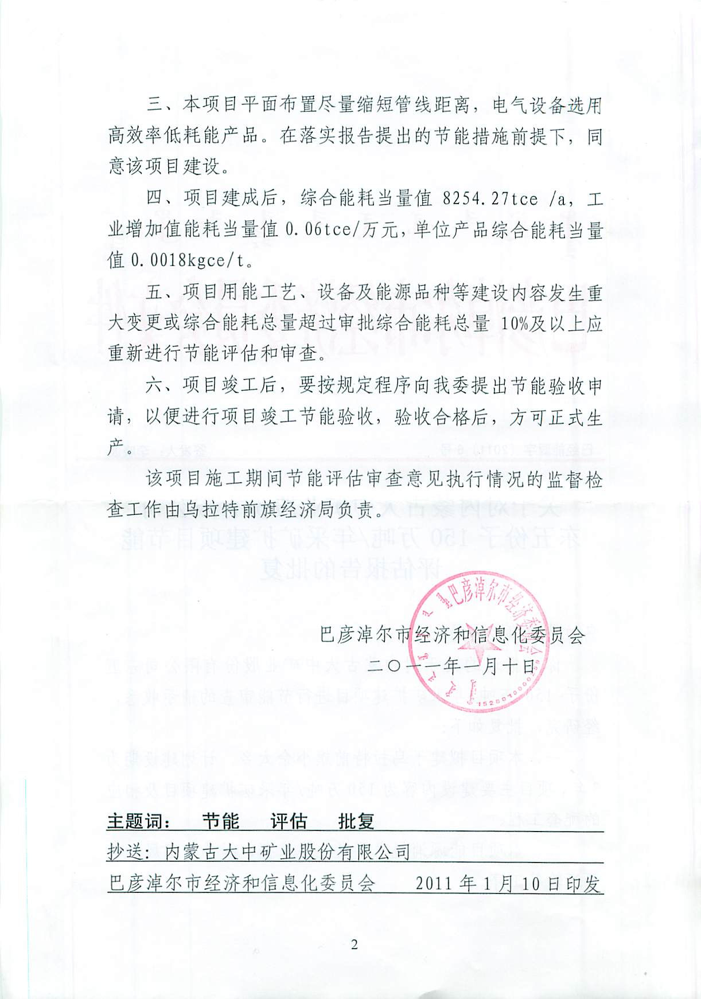 三、本项目平面布置尽量缩短管线距离，电气设备选用
高效率低耗能产品。在落实报告提出的节能措施前提下，同
意该项目建设。
四、项目建成后，综合能耗当量值 8254.27tce /a，工
业增加值能耗当量值 0.06tce/万元，单位产品综合能耗当量
值 0.0018kgce/t。
五、项目用能工艺、设备及能源品种等建设内容发生重
大变更或综合能耗总量超过审批综合能耗总量 10%及以上应
重新进行节能评估和审查。
六、项目竣工后，要按规定程序向我委提出节能验收申
请，以便进行项目竣工节能验收，验收合格后，方可正式生
产。
该项目施工期间节能评估审查意见执行情况的监督检
查工作由乌拉特前旗经济局负责。
巴彦淖尔市经济委员会
巴彦淖尔市经济和信息化委员会
二〇一一年一月十日
主题词： 节能 评估 批复
抄送：内蒙古大中矿业股份有限公司
巴彦淖尔市经济和信息化委员会 2011 年 1 月 10 日印发
2